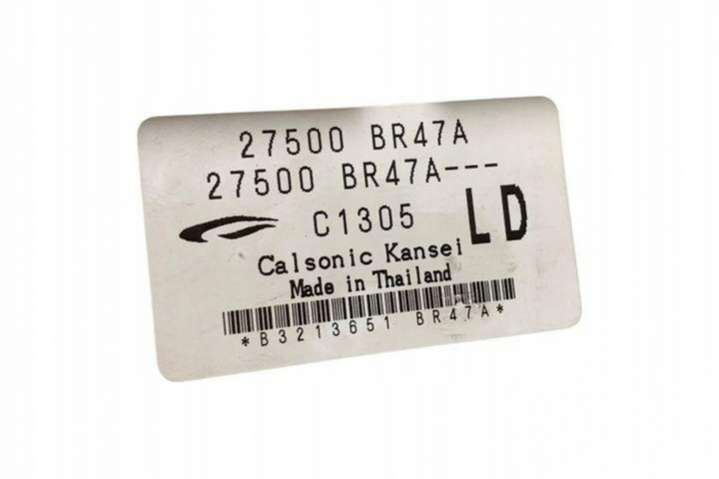 27500 BR47A
27500 BR47A---
C1305 LD
Calsonic Kansei
Made in Thailand
*B3213651 BR47A*